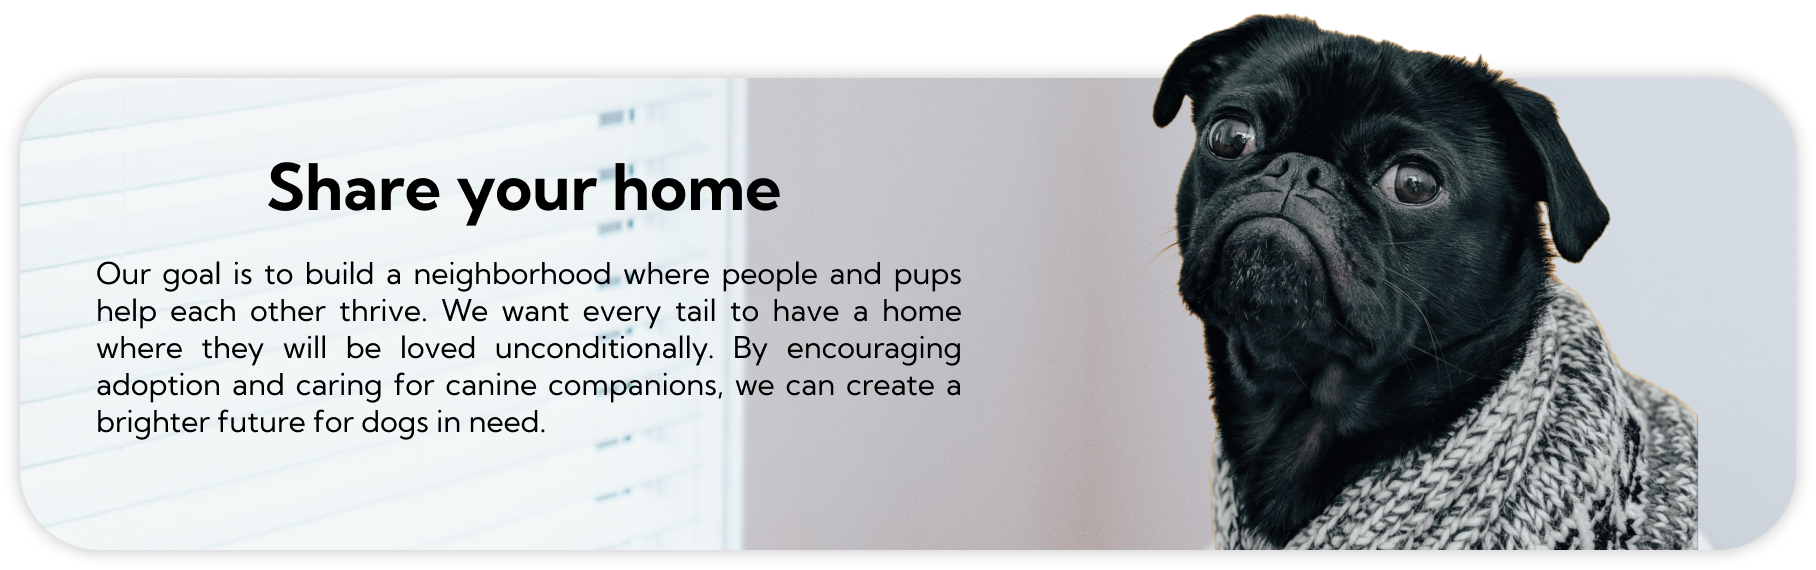 Share your home
Our goal is to build a neighborhood where people and pups
help each other thrive. We want every tail to have a home
where they will be loved unconditionally. By encouraging
adoption and caring for canine companions, we can create a
brighter future for dogs in need.